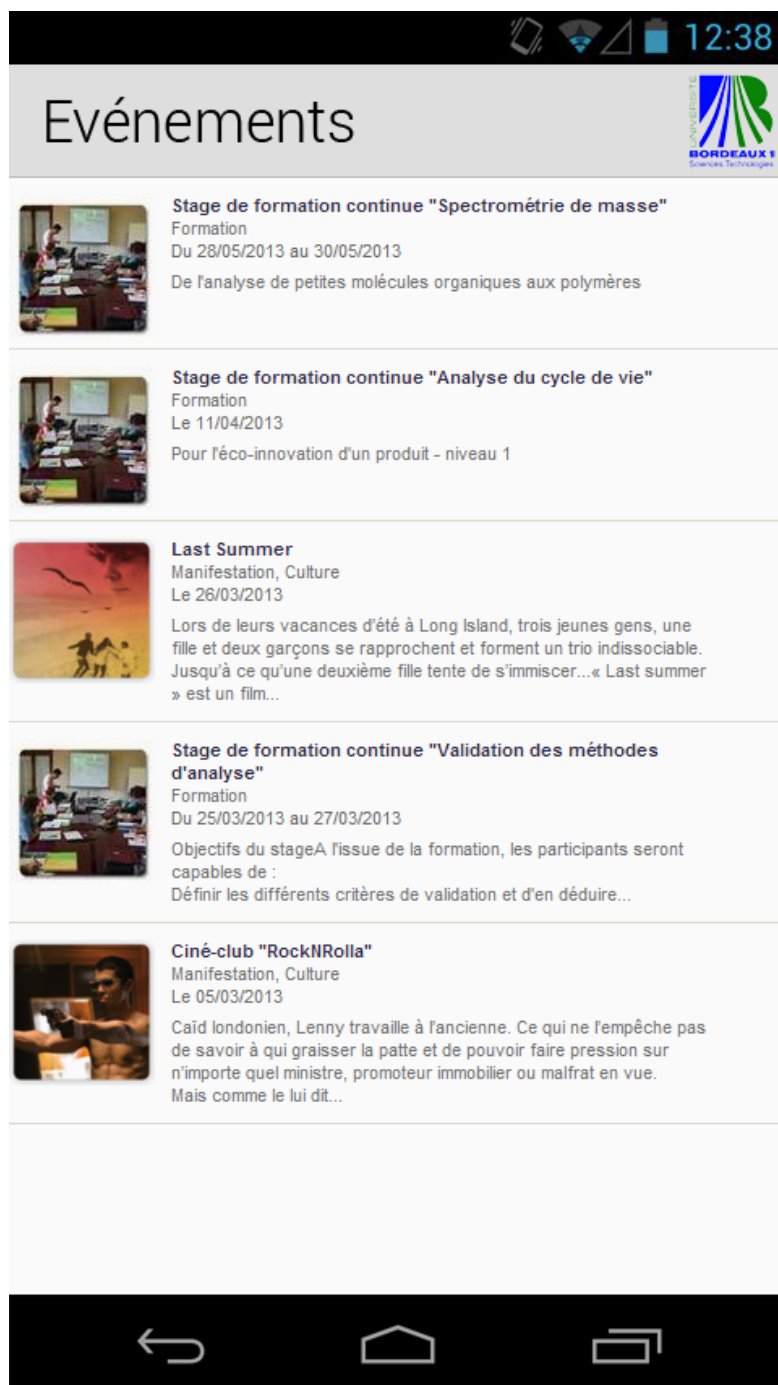 12:38
Evénements
UNIVERSITE
BORDEAUX 1
Sciences Technologies
Stage de formation continue "Spectrométrie de masse"
Formation
Du 28/05/2013 au 30/05/2013
De l'analyse de petites molécules organiques aux polymères
Stage de formation continue "Analyse du cycle de vie"
Formation
Le 11/04/2013
Pour l'éco-innovation d'un produit - niveau 1
Last Summer
Manifestation, Culture
Le 26/03/2013
Lors de leurs vacances d'été à Long Island, trois jeunes gens, une
fille et deux garçons se rapprochent et forment un trio indissociable.
Jusqu'à ce qu'une deuxième fille tente de s'immiscer...« Last summer
» est un film...
Stage de formation continue "Validation des méthodes
d'analyse"
Formation
Du 25/03/2013 au 27/03/2013
Objectifs du stageA l'issue de la formation, les participants seront
capables de :
Définir les différents critères de validation et d'en déduire...
Ciné-club "RockNRolla"
Manifestation, Culture
Le 05/03/2013
Caïd londonien, Lenny travaille à l'ancienne. Ce qui ne l'empêche pas
de savoir à qui graisser la patte et de pouvoir faire pression sur
n'importe quel ministre, promoteur immobilier ou malfrat en vue.
Mais comme le lui dit...